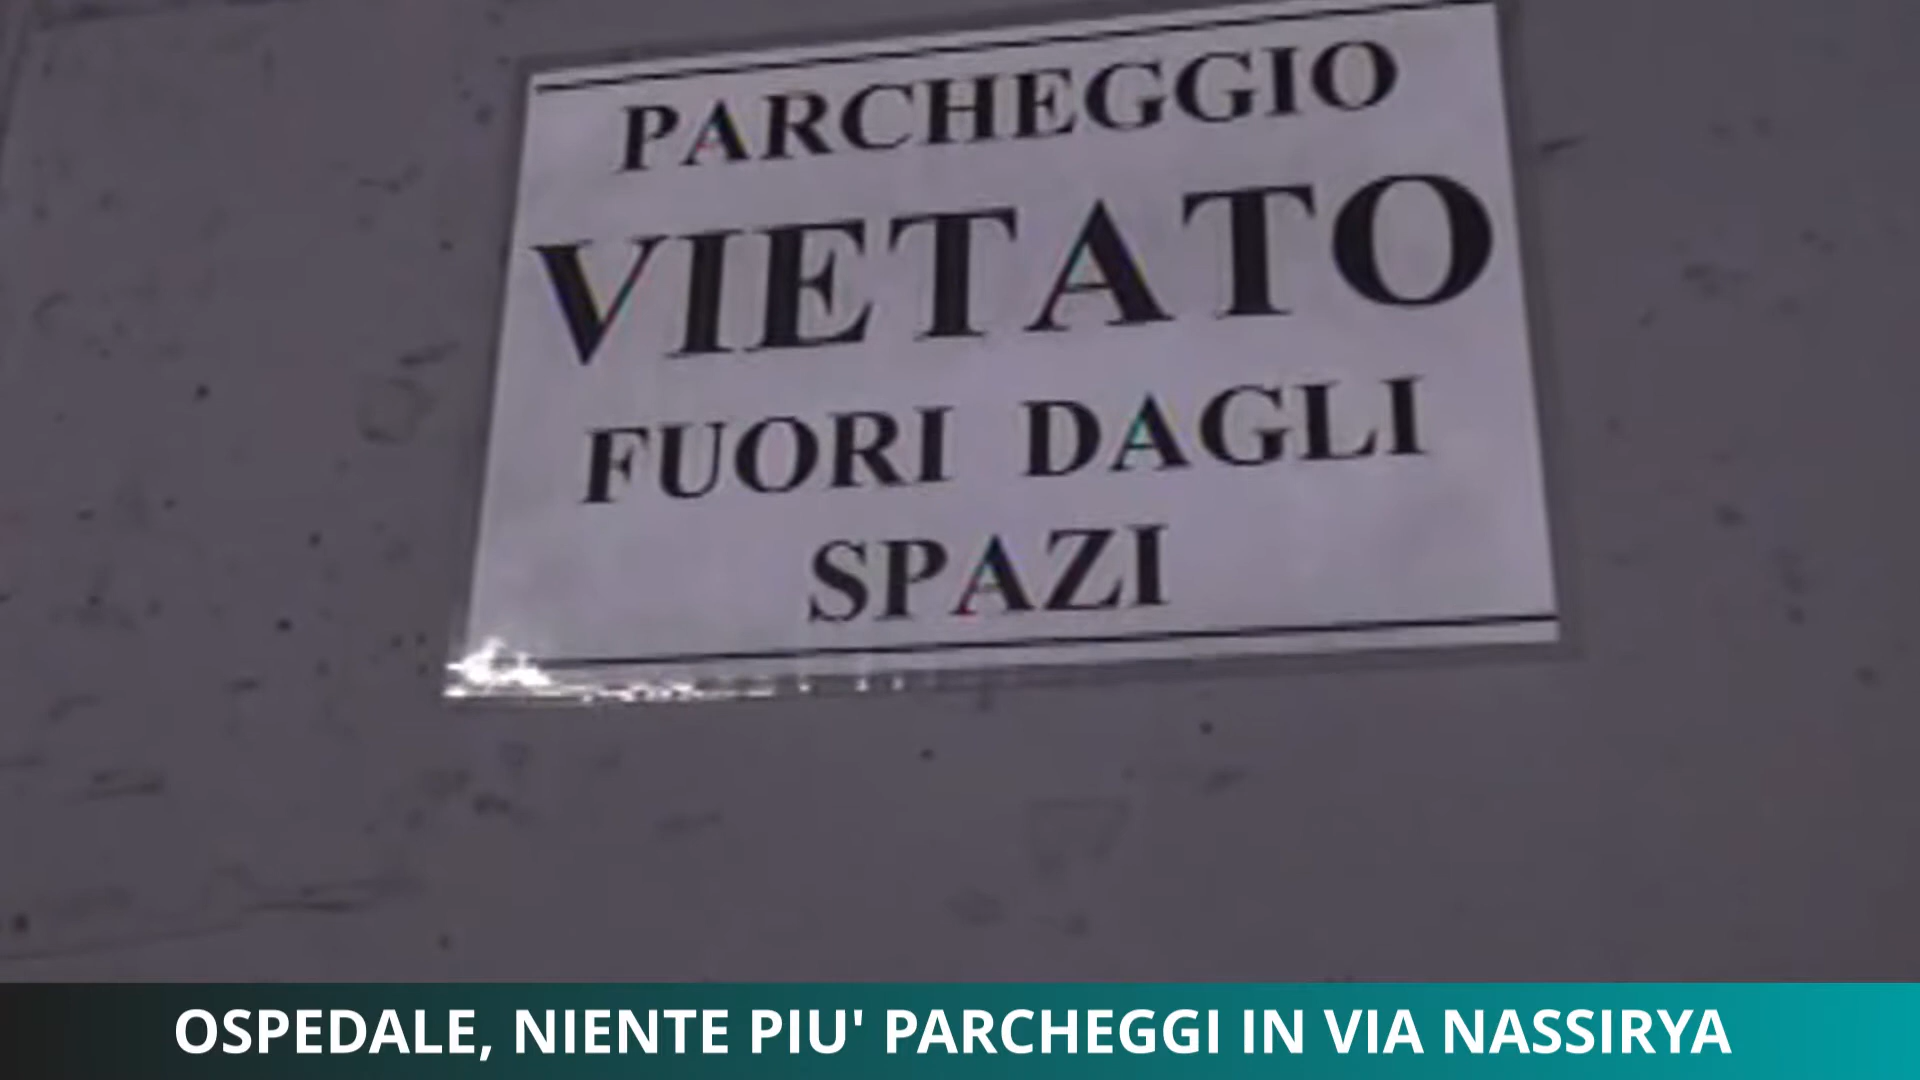 PARCHEGGIO
VIETATO
FUORI DAGLI
SPAZI
OSPEDALE, NIENTE PIU' PARCHEGGI IN VIA NASSIRYA